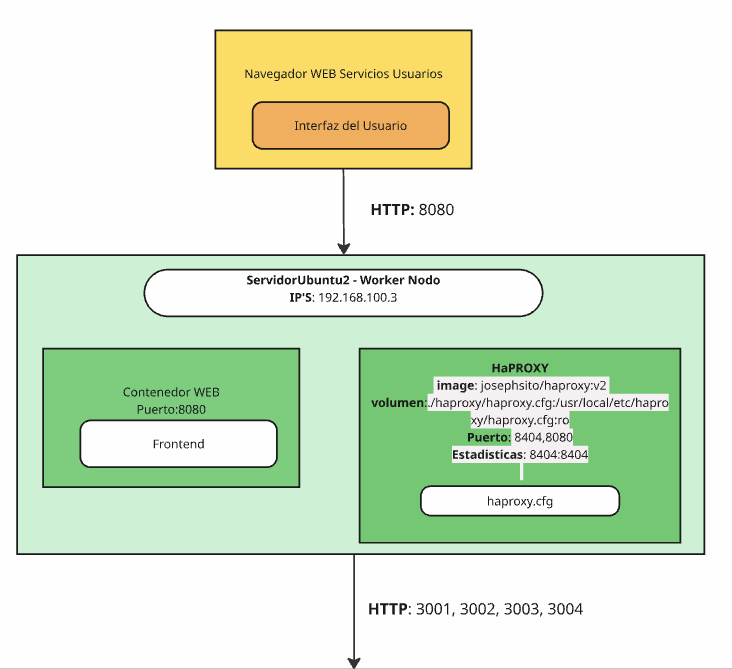 Navegador WEB Servicios Usuarios
Interfaz del Usuario
HTTP: 8080
ServidorUbuntu2 - Worker Nodo
IP'S: 192.168.100.3
Contenedor WEB
Puerto:8080
Frontend
HaPROXY
image: josephsito/haproxy:v2
volumen:./haproxy/haproxy.cfg:/usr/local/etc/hapro
xy/haproxy.cfg:ro
Puerto: 8404,8080
Estadisticas: 8404:8404
haproxy.cfg
HTTP: 3001, 3002, 3003, 3004